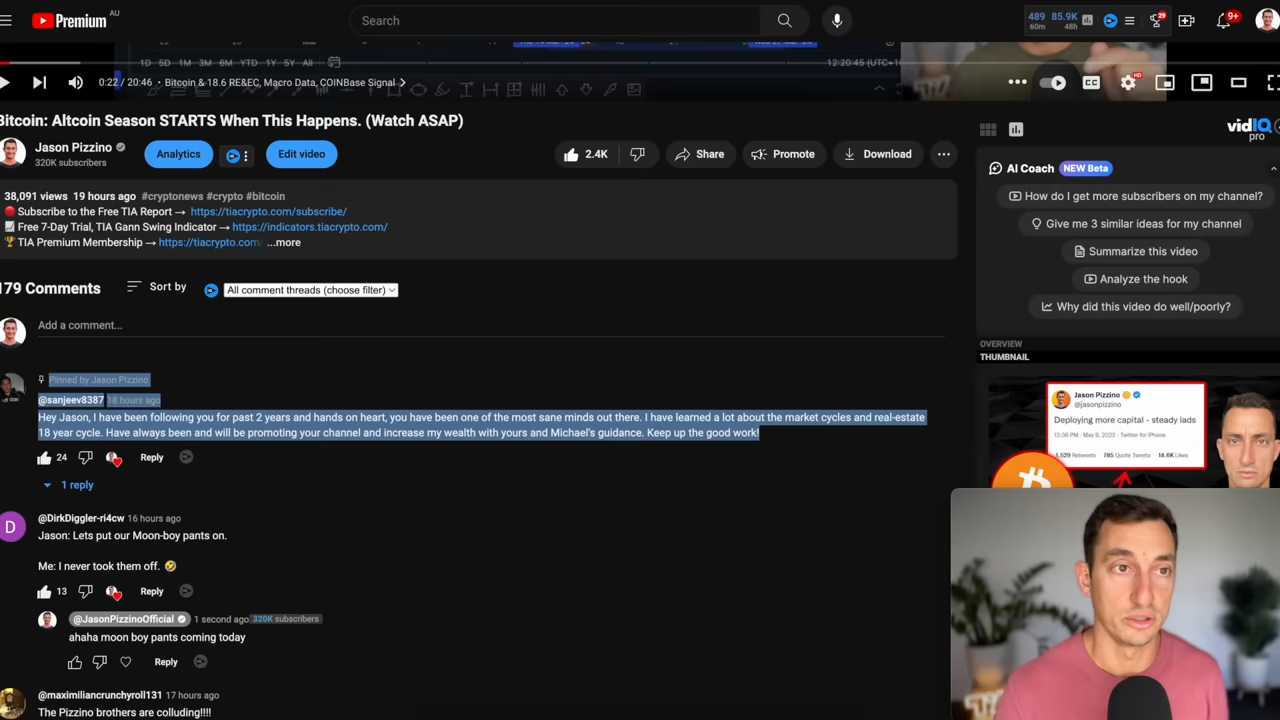 Premium AU
Search
489 85.9K
60m 48h
29
9+
1D 5D 1M 3M 6M YTD 1Y 5Y All
12:20:45 (UTC+10
0:22 / 20:46 • Bitcoin & 18.6 RE&EC, Macro Data, COINBase Signal
CC
HD
Bitcoin: Altcoin Season STARTS When This Happens. (Watch ASAP)
Jason Pizzino
320K subscribers
Analytics
Edit video
2.4K
Share
Promote
Download
38,091 views 19 hours ago #cryptonews #crypto #bitcoin
Subscribe to the Free TIA Report → https://tiacrypto.com/subscribe/
Free 7-Day Trial, TIA Gann Swing Indicator → https://indicators.tiacrypto.com/
TIA Premium Membership → https://tiacrypto.com/ ...more
179 Comments
Sort by
All comment threads (choose filter)
Add a comment...
Pinned by Jason Pizzino
@sanjeev8387 18 hours ago
Hey Jason, I have been following you for past 2 years and hands on heart, you have been one of the most sane minds out there. I have learned a lot about the market cycles and real-estate
18 year cycle. Have always been and will be promoting your channel and increase my wealth with yours and Michael's guidance. Keep up the good work!
24
Reply
1 reply
D
@DirkDiggler-ri4cw 16 hours ago
Jason: Lets put our Moon-boy pants on.
Me: I never took them off. 🤣
13
Reply
@JasonPizzinoOfficial 1 second ago 320K subscribers
ahaha moon boy pants coming today
Reply
@maximiliancrunchyroll131 17 hours ago
The Pizzino brothers are colluding!!!!
vidIQ
pro
AI Coach NEW Beta
How do I get more subscribers on my channel?
Give me 3 similar ideas for my channel
Summarize this video
Analyze the hook
Why did this video do well/poorly?
OVERVIEW
THUMBNAIL
Jason Pizzino
@jasonpizzino
Deploying more capital - steady lads
12:36 PM · May 9, 2022 · Twitter for iPhone
1,529 Retweets 785 Quote Tweets 14.6K Likes